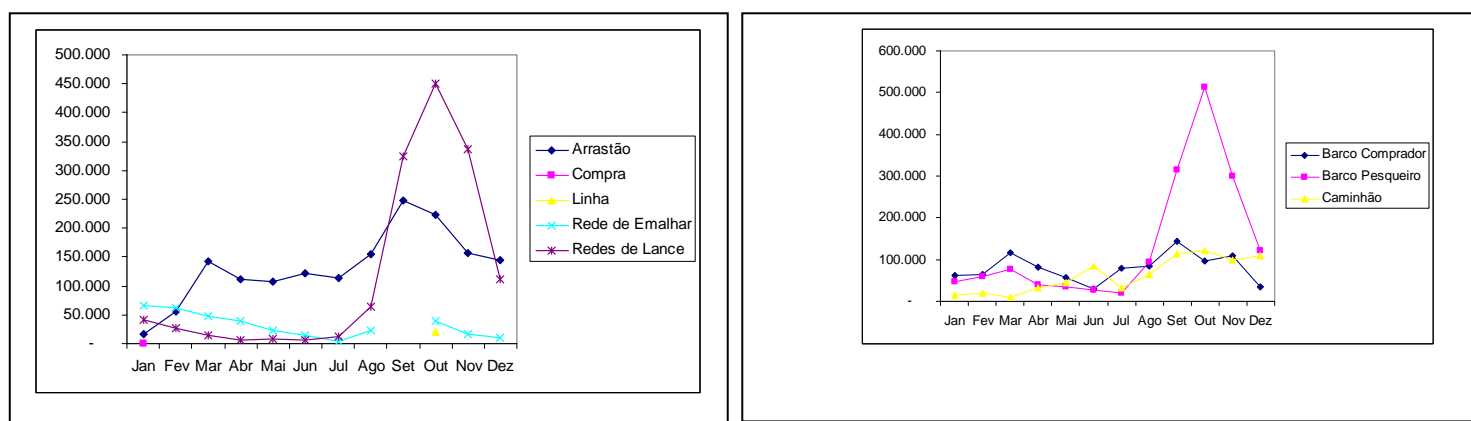 500.000
450.000
400.000
350.000
300.000
250.000
200.000
150.000
100.000
50.000
-
Jan Fev Mar Abr Mai Jun Jul Ago Set Out Nov Dez
Arrastão
Compra
Linha
Rede de Emalhar
Redes de Lance
600.000
500.000
400.000
300.000
200.000
100.000
-
Jan Fev Mar Abr Mai Jun Jul Ago Set Out Nov Dez
Barco Comprador
Barco Pesqueiro
Caminhão